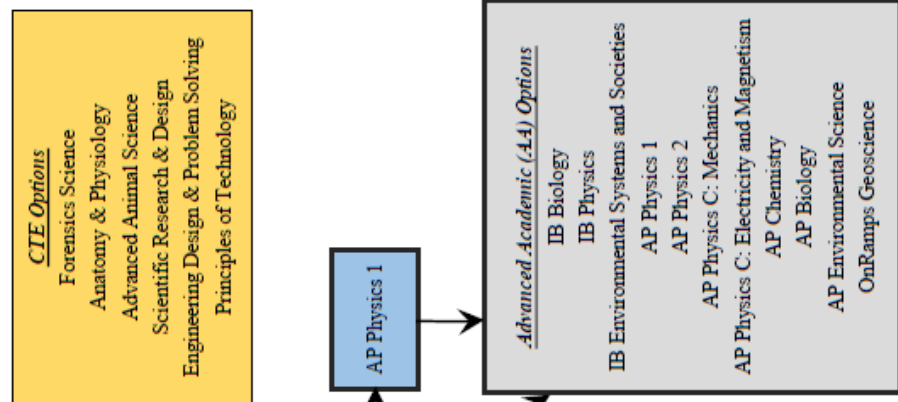 CTE Options
Forensics Science
Anatomy & Physiology
Advanced Animal Science
Scientific Research & Design
Engineering Design & Problem Solving
Principles of Technology
AP Physics 1
Advanced Academic (AA) Options
IB Biology
IB Physics
IB Environmental Systems and Societies
AP Physics 1
AP Physics 2
AP Physics C: Mechanics
AP Physics C: Electricity and Magnetism
AP Chemistry
AP Biology
AP Environmental Science
OnRamps Geoscience